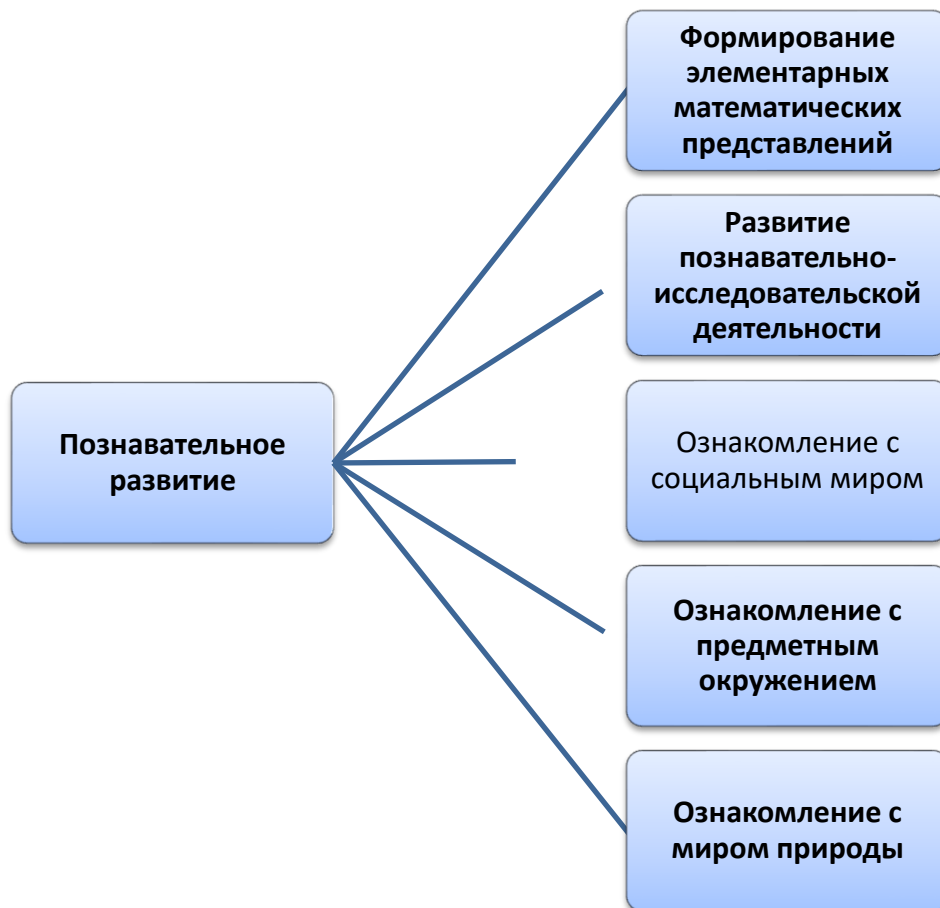 Формирование
элементарных
математических
представлений
Развитие
познавательно-
исследовательской
деятельности
Познавательное
развитие
Ознакомление с
социальным миром
Ознакомление с
предметным
окружением
Ознакомление с
миром природы